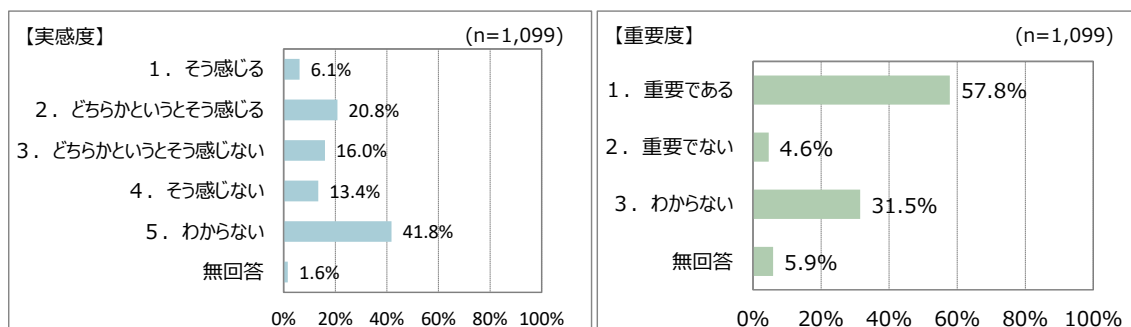 【実感度】 (n=1,099)
１．そう感じる 6.1%
２．どちらかというとそう感じる 20.8%
３．どちらかというとそう感じない 16.0%
４．そう感じない 13.4%
５．わからない 41.8%
無回答 1.6%
0% 20% 40% 60% 80% 100%
【重要度】 (n=1,099)
１．重要である 57.8%
２．重要でない 4.6%
３．わからない 31.5%
無回答 5.9%
0% 20% 40% 60% 80% 100%